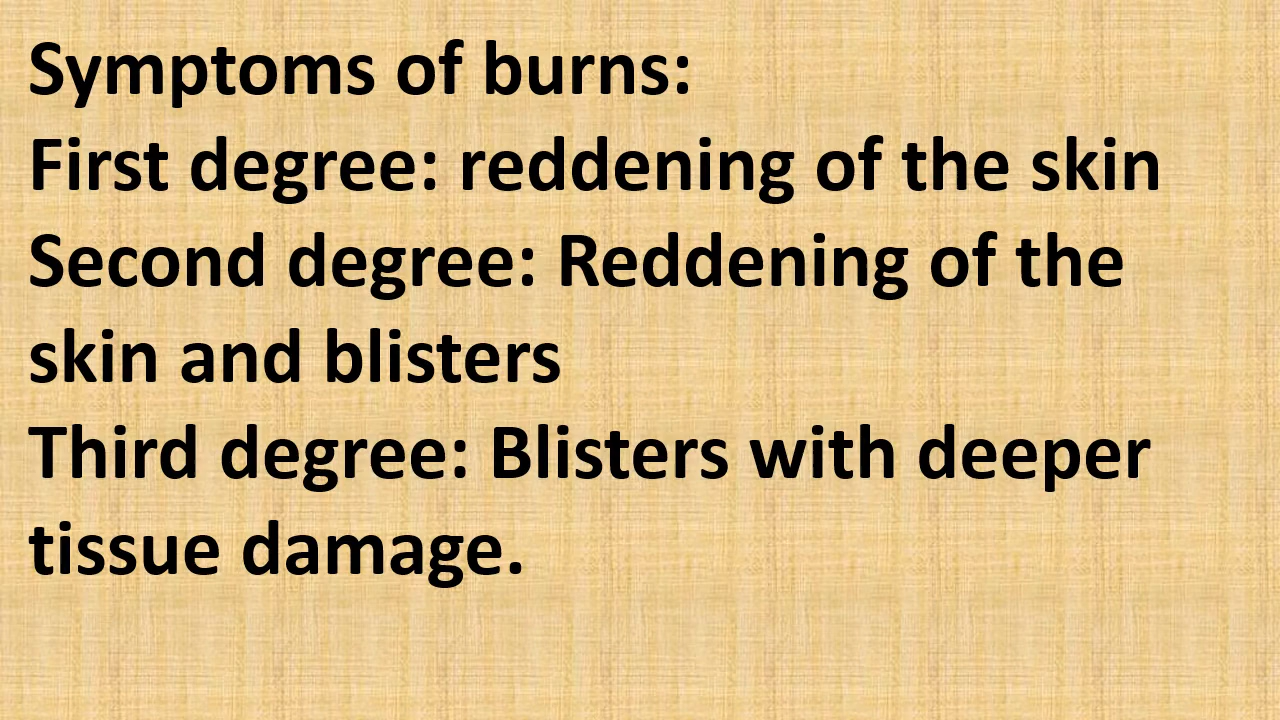 Symptoms of burns:
First degree: reddening of the skin
Second degree: Reddening of the
skin and blisters
Third degree: Blisters with deeper
tissue damage.